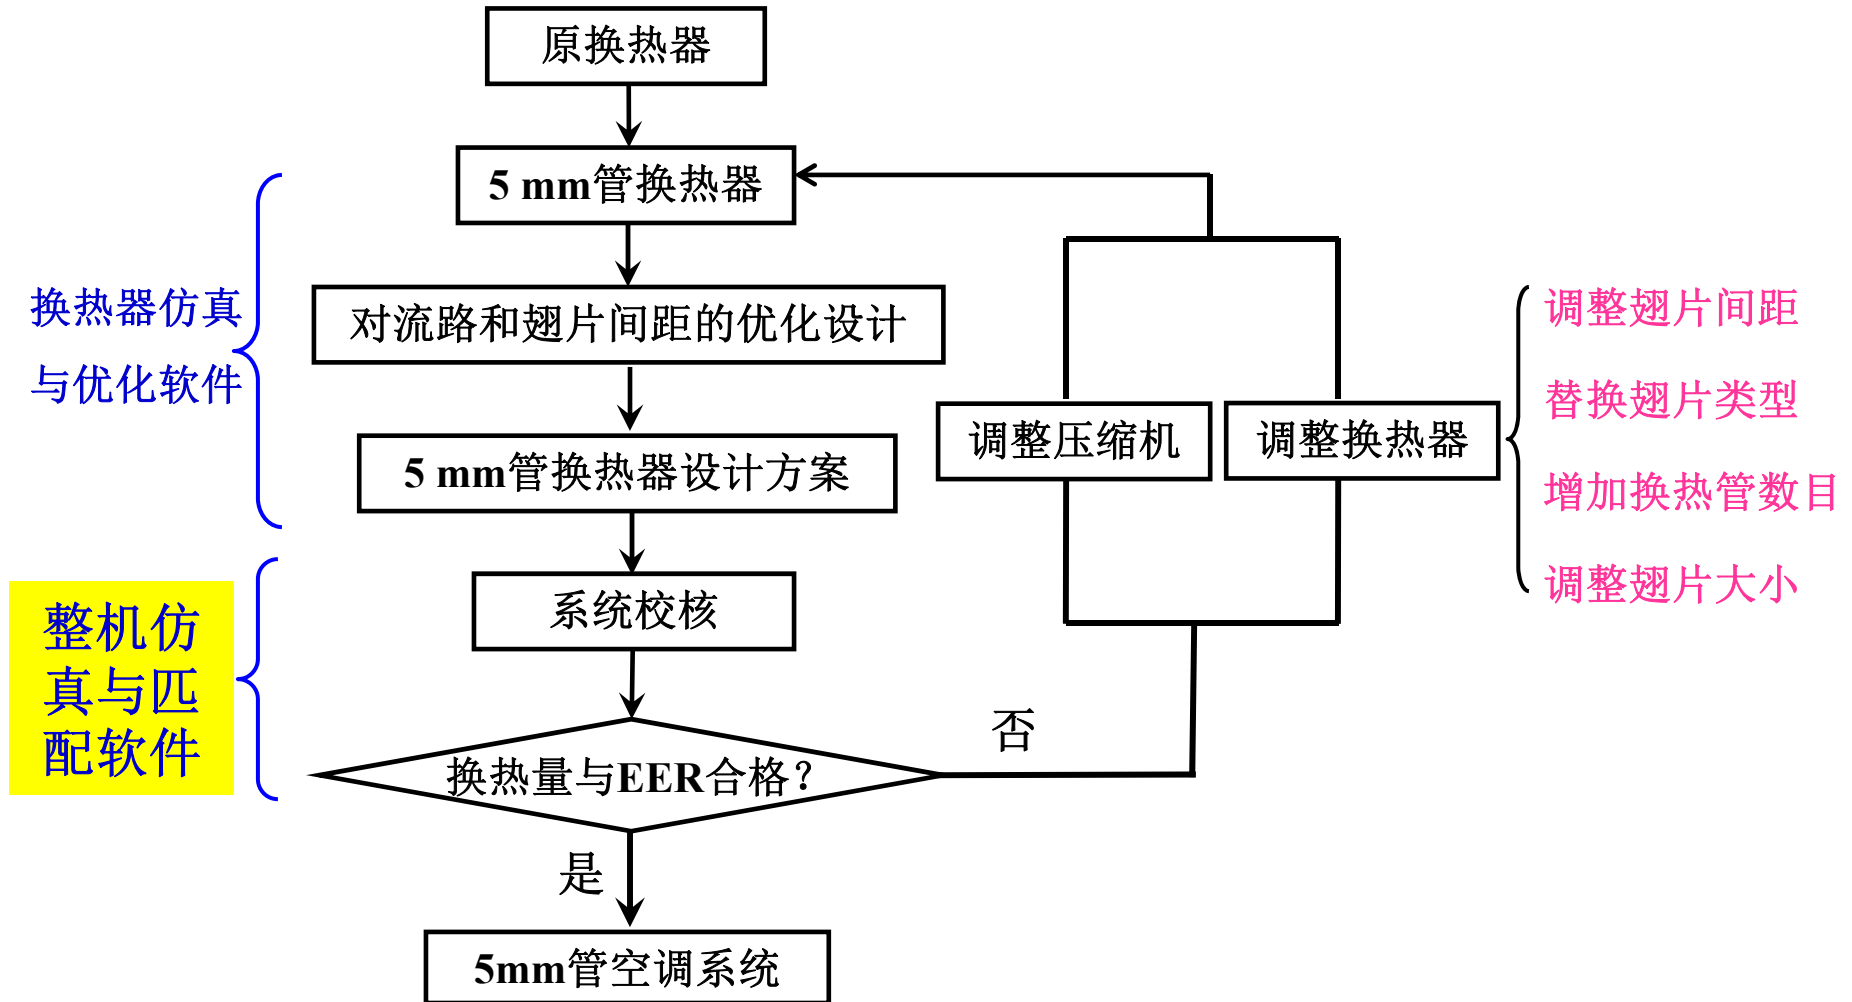 原换热器
5 mm管换热器
对流路和翅片间距的优化设计
5 mm管换热器设计方案
系统校核
换热量与EER合格？
是
否
5mm管空调系统
换热器仿真
与优化软件
整机仿
真与匹
配软件
调整压缩机
调整换热器
调整翅片间距
替换翅片类型
增加换热管数目
调整翅片大小